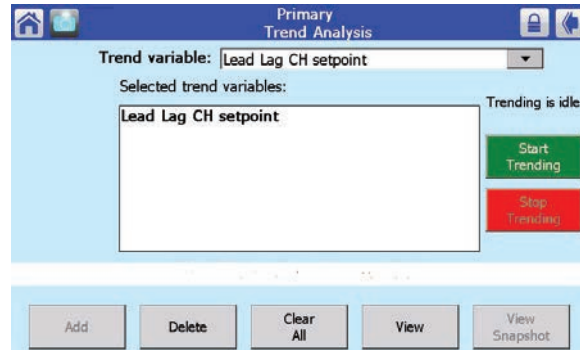 Primary
Trend Analysis
Trend variable: Lead Lag CH setpoint
Selected trend variables:
Trending is idle
Lead Lag CH setpoint
Start
Trending
Stop
Trending
Add
Delete
Clear
All
View
View
Snapshot